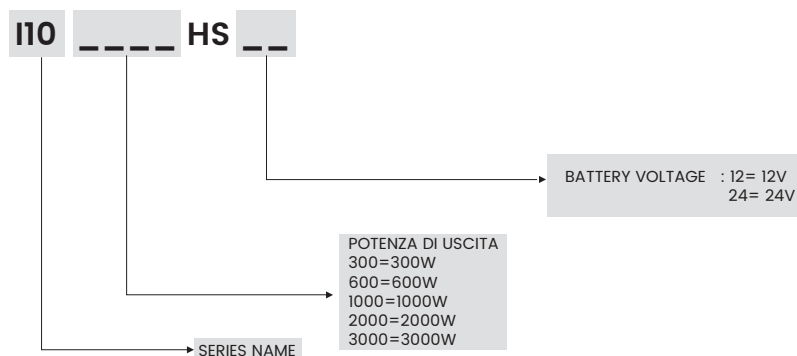 I10 _ _ _ _ HS _ _
BATTERY VOLTAGE : 12= 12V
24= 24V
POTENZA DI USCITA
300=300W
600=600W
1000=1000W
2000=2000W
3000=3000W
SERIES NAME